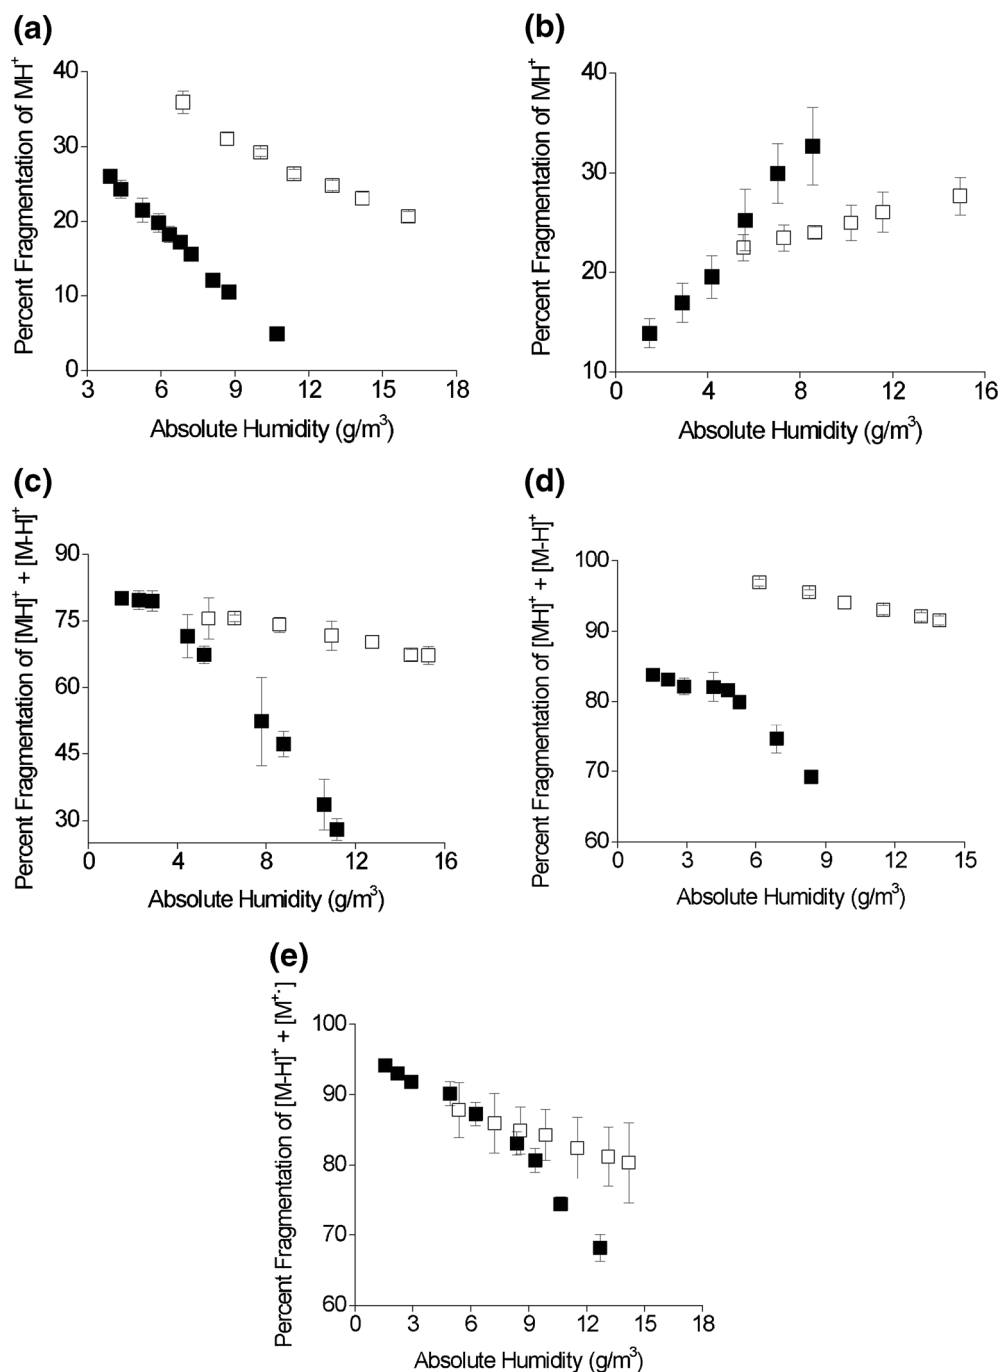 (a)
Percent Fragmentation of MH⁺
40
30
20
10
0
3 6 9 12 15 18
Absolute Humidity (g/m³)
(b)
Percent Fragmentation of MH⁺
40
30
20
10
0 4 8 12 16
Absolute Humidity (g/m³)
(c)
Percent Fragmentation of [MH]⁺ + [M-H]⁺
90
75
60
45
30
0 4 8 12 16
Absolute Humidity (g/m³)
(d)
Percent Fragmentation of [MH]⁺ + [M-H]⁺
100
90
80
70
60
0 3 6 9 12 15
Absolute Humidity (g/m³)
(e)
Percent Fragmentation of [M-H]⁺ + [M⁺·]
100
90
80
70
60
0 3 6 9 12 15 18
Absolute Humidity (g/m³)